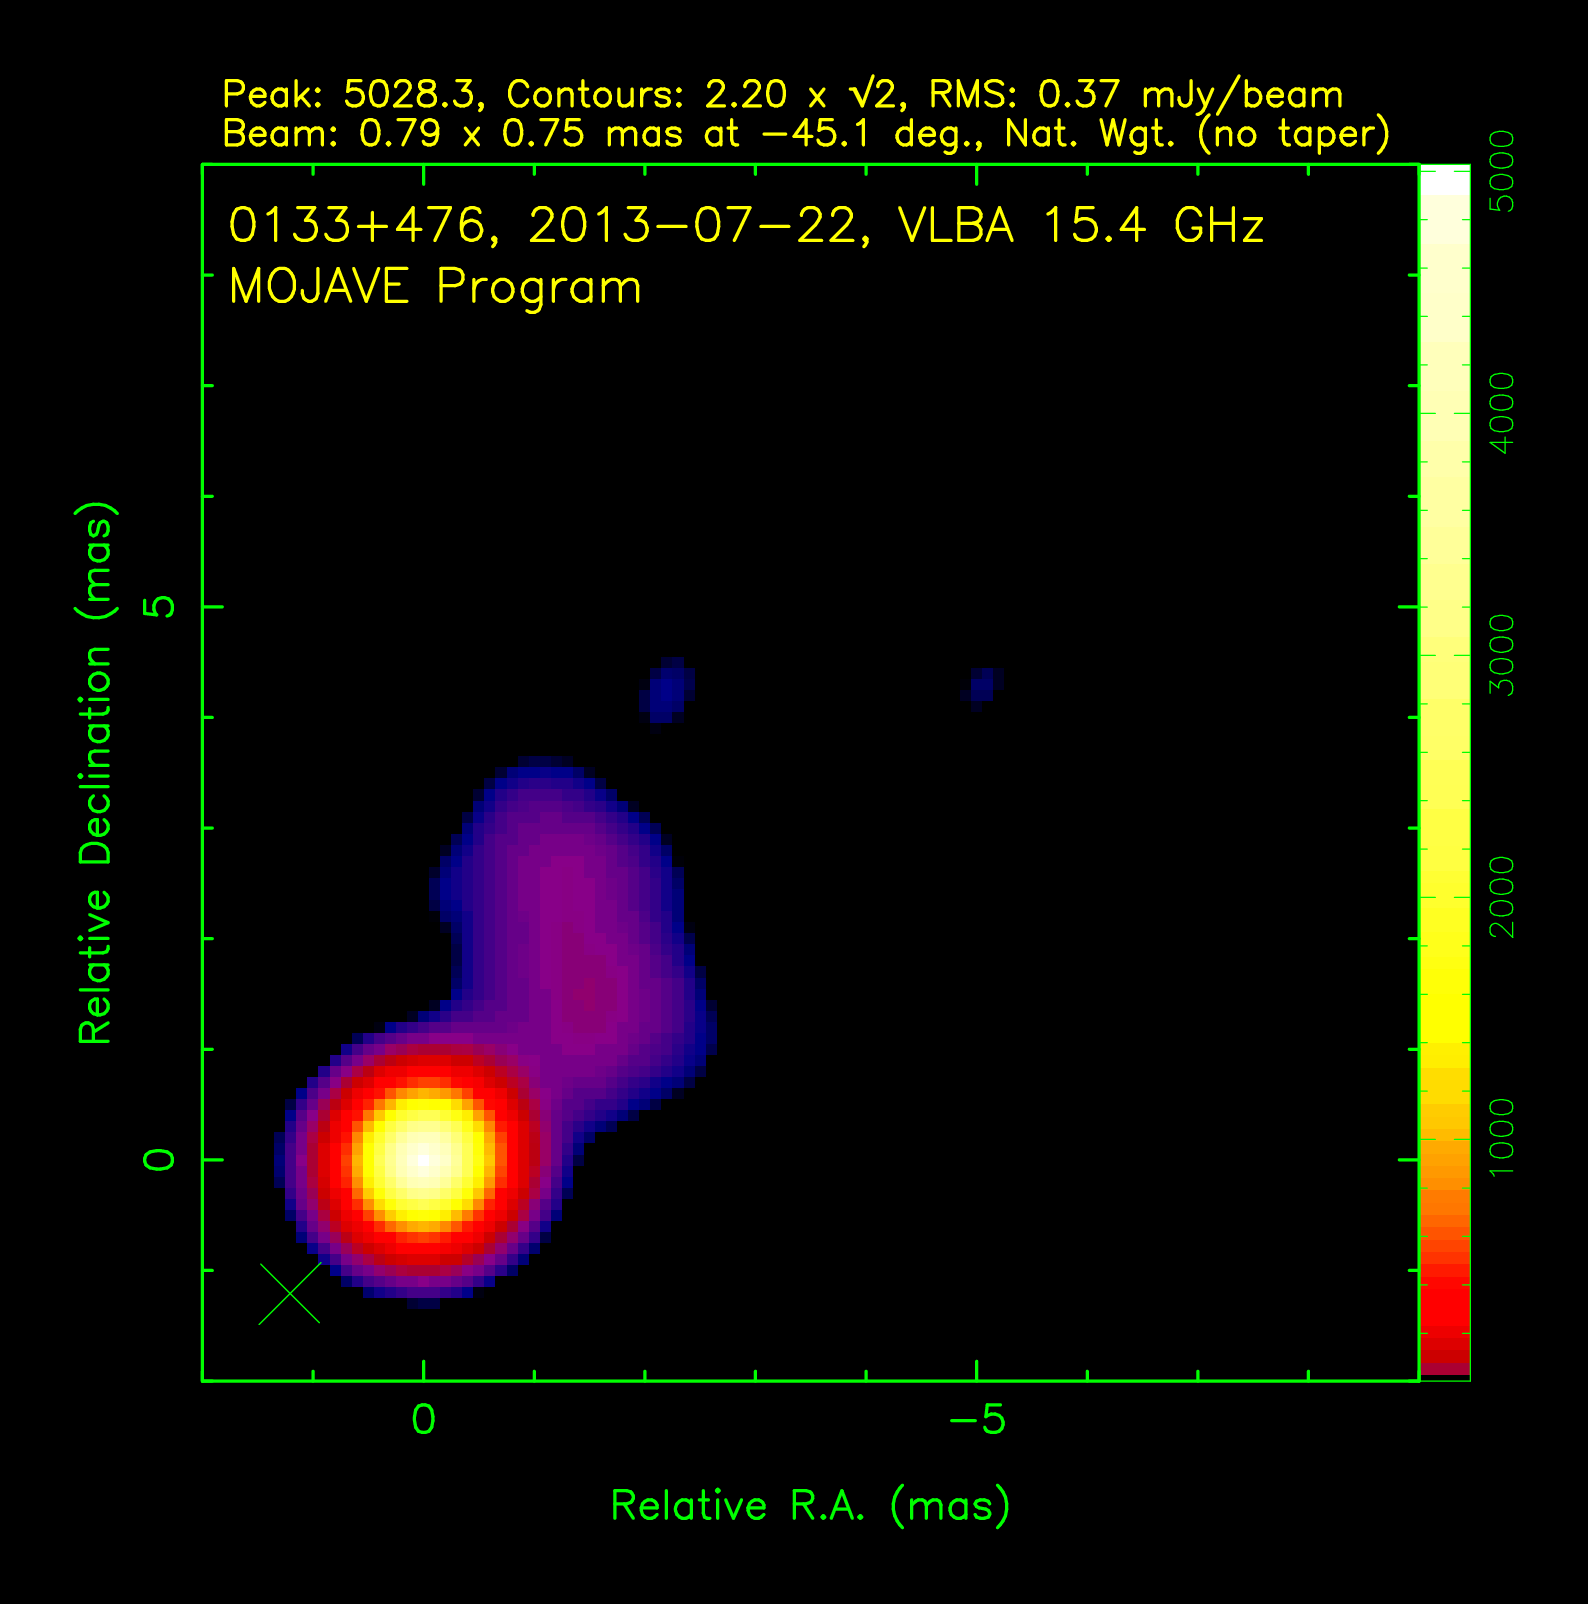 Peak: 5028.3, Contours: 2.20 x √2, RMS: 0.37 mJy/beam
Beam: 0.79 x 0.75 mas at −45.1 deg., Nat. Wgt. (no taper)
0133+476, 2013−07−22, VLBA 15.4 GHz
MOJAVE Program
5000
4000
3000
2000
1000
Relative Declination (mas)
5
0
0
−5
Relative R.A. (mas)